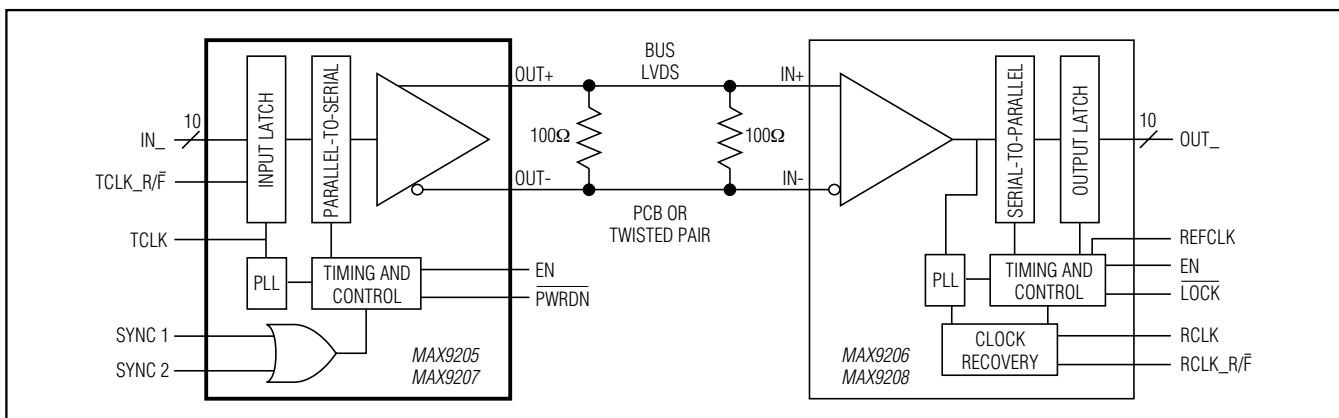 BUS
LVDS
OUT+
IN+
10
IN_
INPUT LATCH
PARALLEL-TO-SERIAL
100Ω
100Ω
SERIAL-TO-PARALLEL
OUTPUT LATCH
10
OUT_
TCLK_R/F̅
OUT-
IN-
TCLK
PCB OR
TWISTED PAIR
REFCLK
PLL
TIMING AND
CONTROL
EN
P̅W̅R̅D̅N̅
PLL
TIMING AND
CONTROL
EN
L̅O̅C̅K̅
SYNC 1
SYNC 2
MAX9205
MAX9207
CLOCK
RECOVERY
RCLK
RCLK_R/F̅
MAX9206
MAX9208